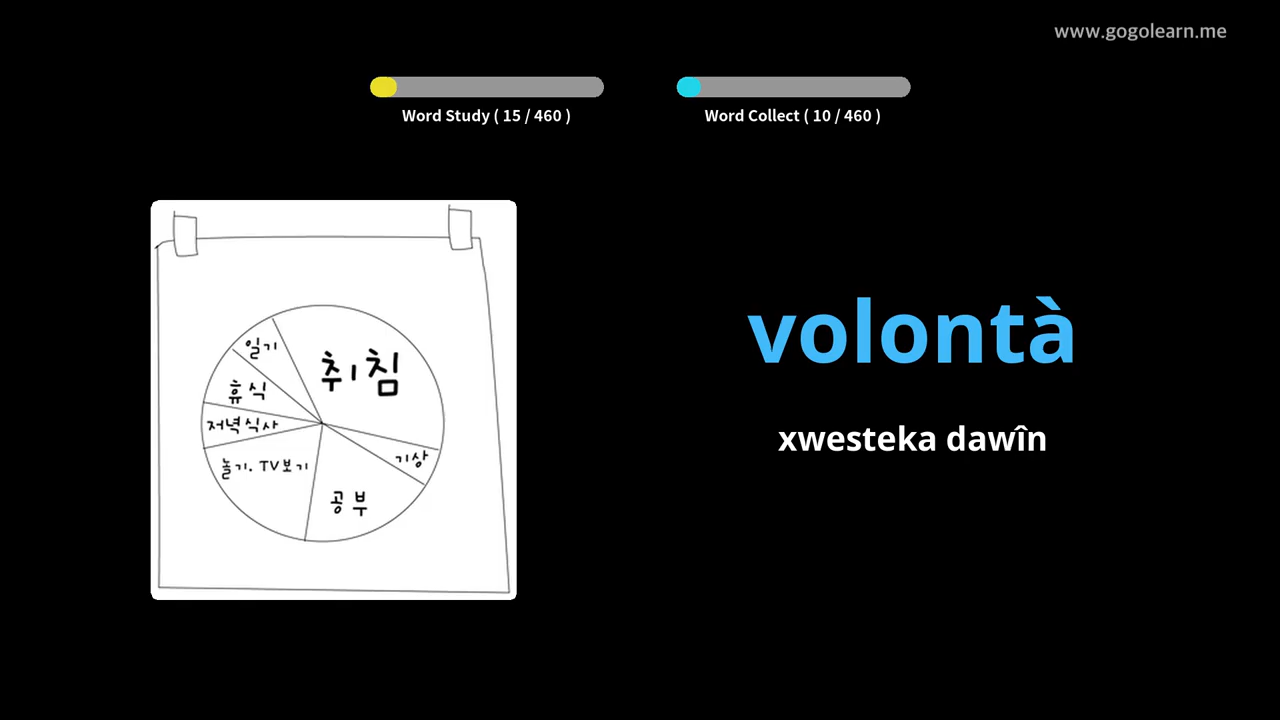 www.gogolearn.me
Word Study ( 15 / 460 )
Word Collect ( 10 / 460 )
일기
취침
휴식
저녁식사
놀기. TV보기
기상
공부
volontà
xwesteka dawîn